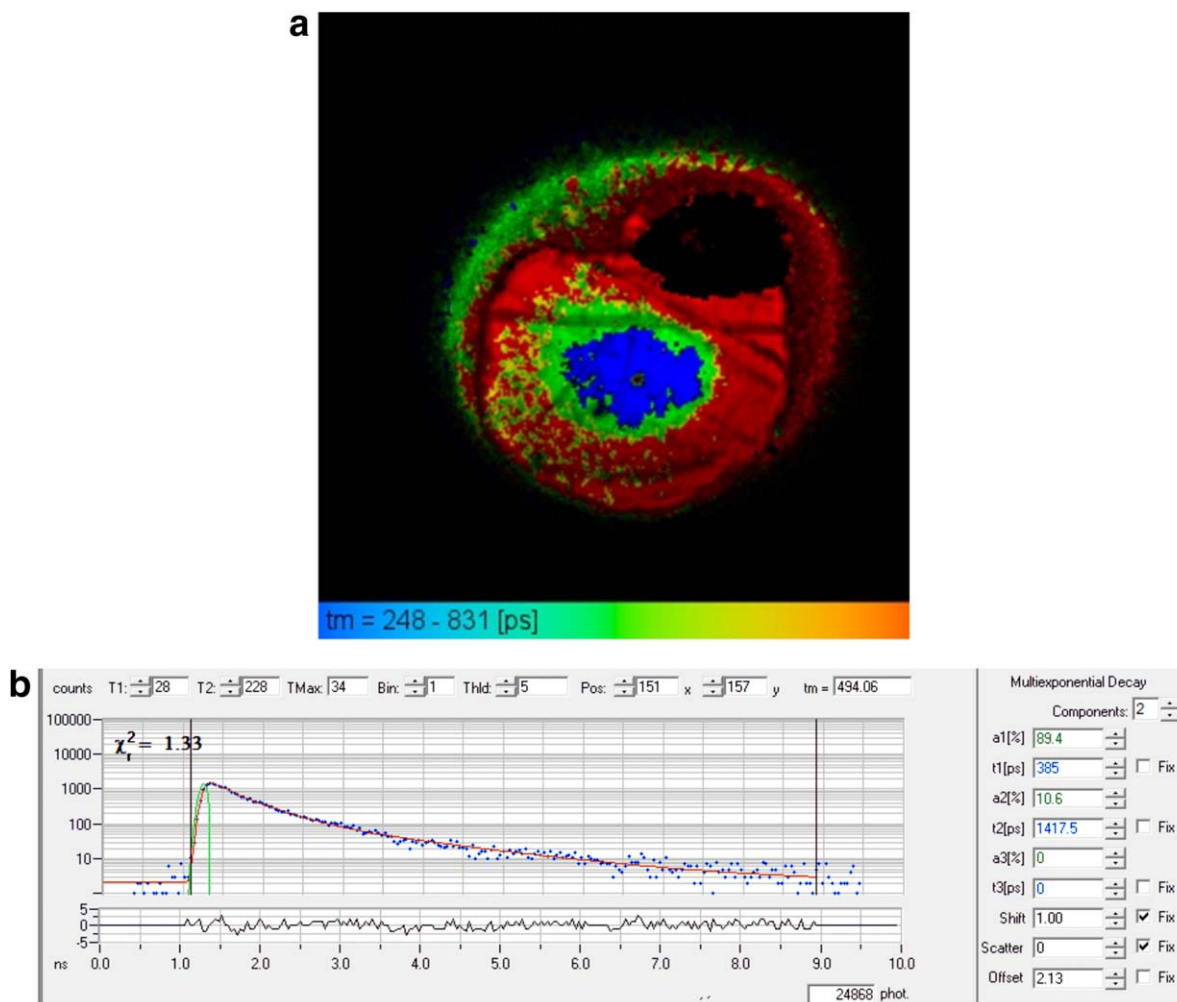 a
tm = 248 - 831 [ps]
b
counts T1: 28 T2: 228 TMax: 34 Bin: 1 Thld: 5 Pos: 151 x 157 y tm = 494.06
Multiexponential Decay
Components: 2
a1[%] 89.4
t1[ps] 385 Fix
a2[%] 10.6
t2[ps] 1417.5 Fix
a3[%] 0
t3[ps] 0 Fix
Shift 1.00 Fix
Scatter 0 Fix
Offset 2.13 Fix
χr² = 1.33
100000
10000
1000
100
10
5
0
-5
ns 0.0 1.0 2.0 3.0 4.0 5.0 6.0 7.0 8.0 9.0 10.0
24868 phot.